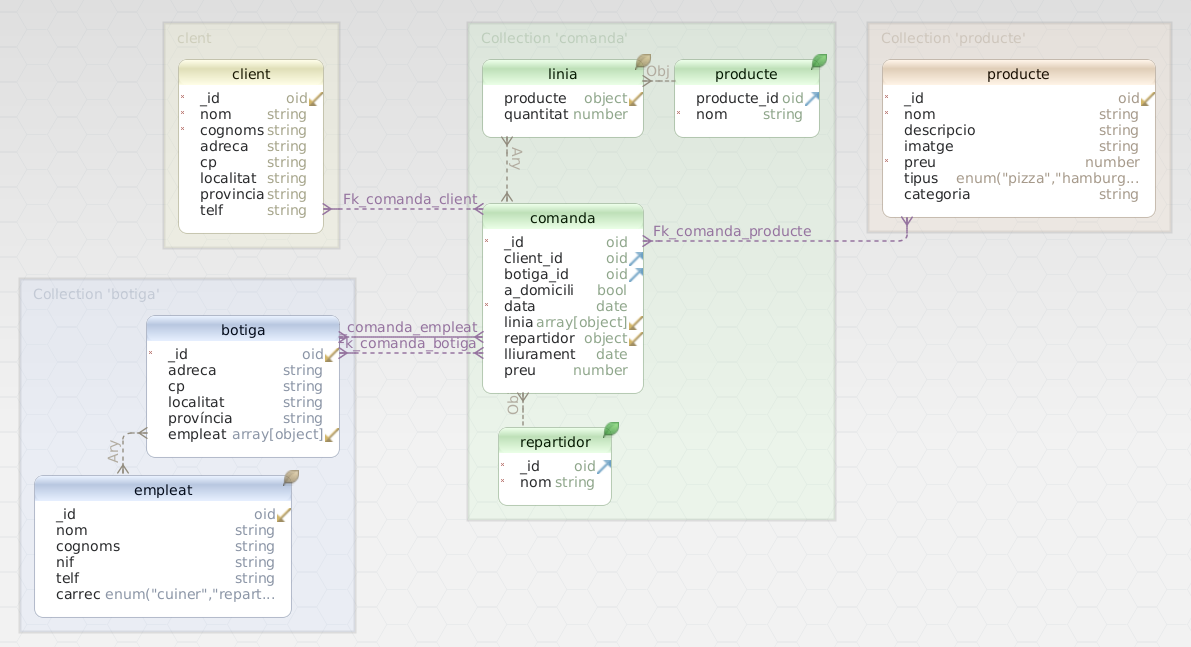 clent
client
_id oid
nom string
cognoms string
adreca string
cp string
localitat string
provincia string
telf string
Collection 'comanda'
linia
producte object
quantitat number
Obj
producte
producte_id oid
nom string
Ary
Fk_comanda_client
comanda
_id oid
client_id oid
botiga_id oid
a_domicili bool
data date
linia array[object]
repartidor object
lliurament date
preu number
Obj
repartidor
_id oid
nom string
Collection 'producte'
producte
_id oid
nom string
descripcio string
imatge string
preu number
tipus enum("pizza","hamburg...
categoria string
Fk_comanda_producte
Collection 'botiga'
botiga
_id oid
adreca string
cp string
localitat string
província string
empleat array[object]
comanda_empleat
Fk_comanda_botiga
Ary
empleat
_id oid
nom string
cognoms string
nif string
telf string
carrec enum("cuiner","repart...